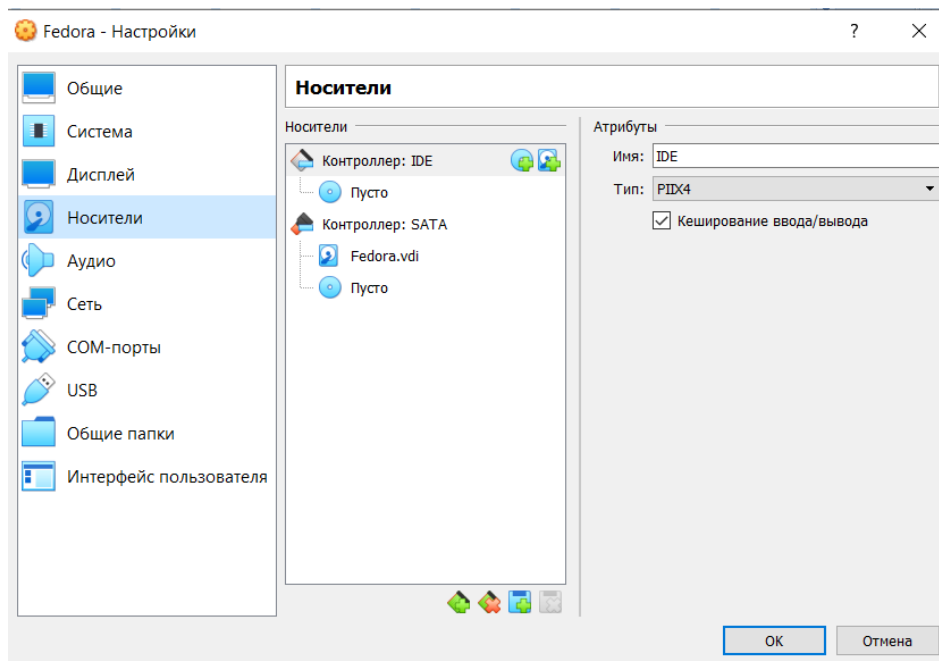 Fedora - Настройки
?
Общие
Система
Дисплей
Носители
Аудио
Сеть
COM-порты
USB
Общие папки
Интерфейс пользователя
Носители
Носители
Контроллер: IDE
Пусто
Контроллер: SATA
Fedora.vdi
Пусто
Атрибуты
Имя: IDE
Тип: PIIX4
Кеширование ввода/вывода
OK
Отмена